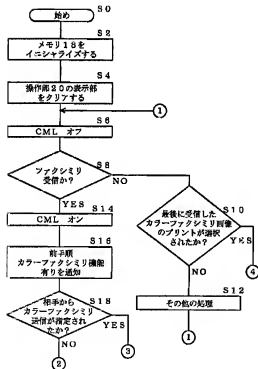 S0
始め
S2
メモリ18を
イニシャライズする
S4
操作部20の表示部
をクリアする
1
S6
CML オフ
S8
ファクシミリ
受信か?
NO
YES
S14
CML オン
S10
最後に受信した
カラーファクシミリ画像
のプリントが選択
されたか?
YES
4
NO
S16
前手順
カラーファクシミリ機能
有りを通知
S12
その他の処理
1
S18
相手から
カラーファクシミリ
送信が指定され
たか?
YES
3
NO
2